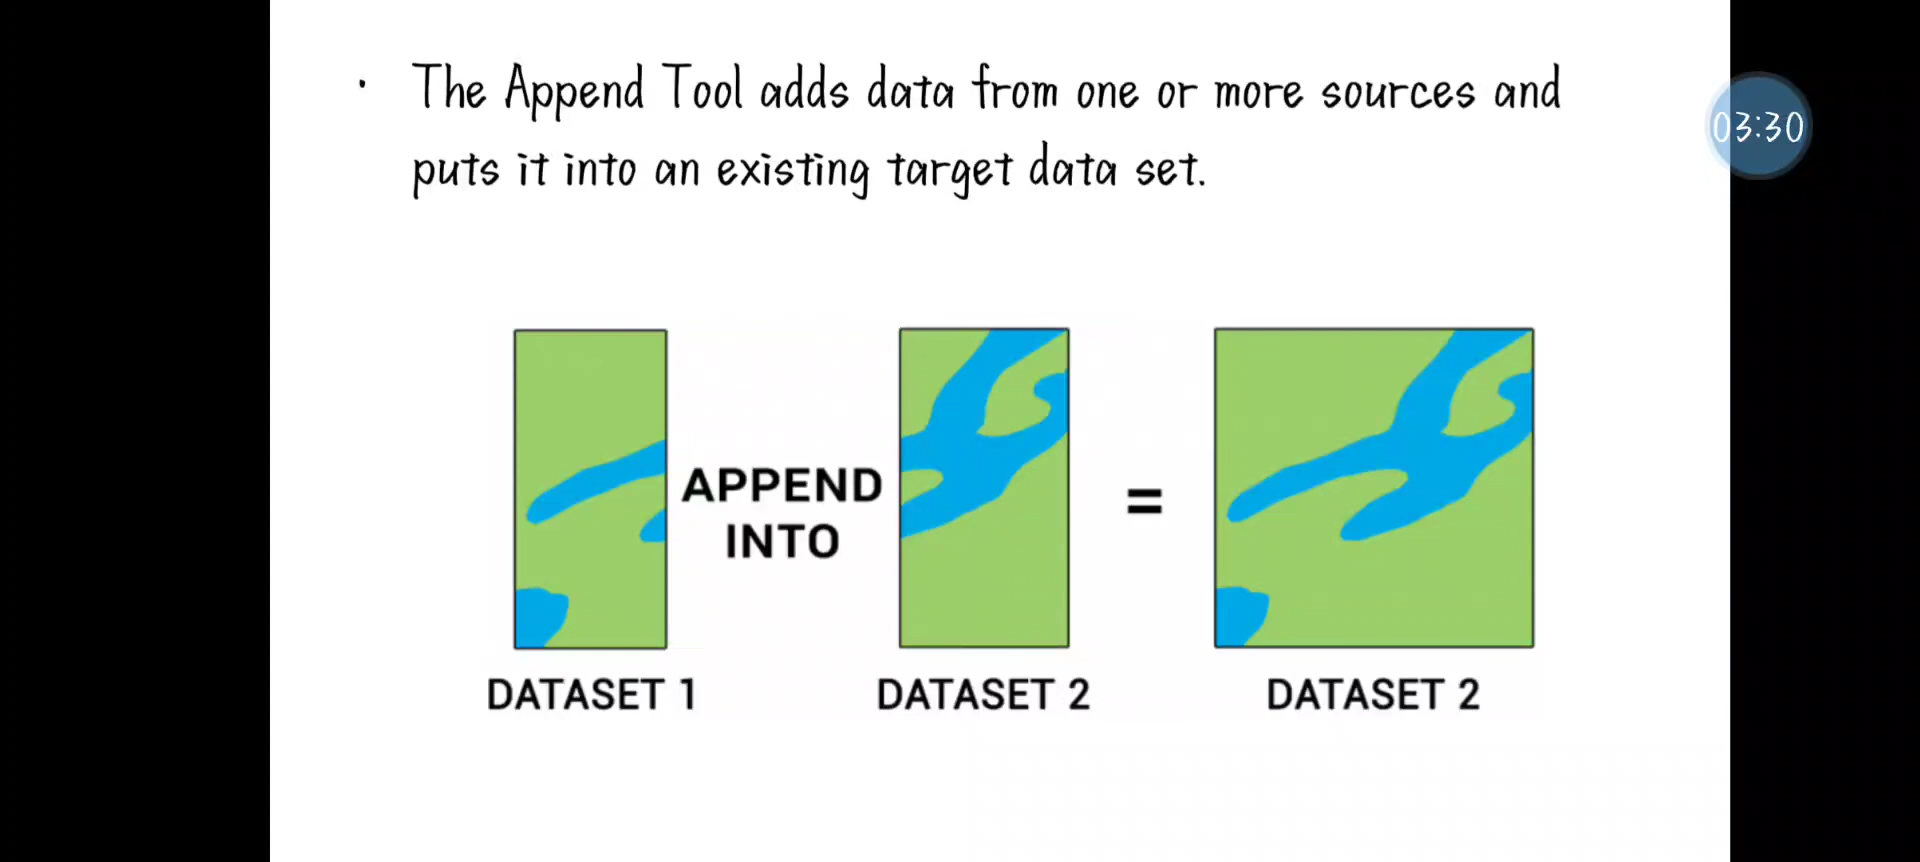 · The Append Tool adds data from one or more sources and
puts it into an existing target data set.
03:30
APPEND
INTO
=
DATASET 1
DATASET 2
DATASET 2